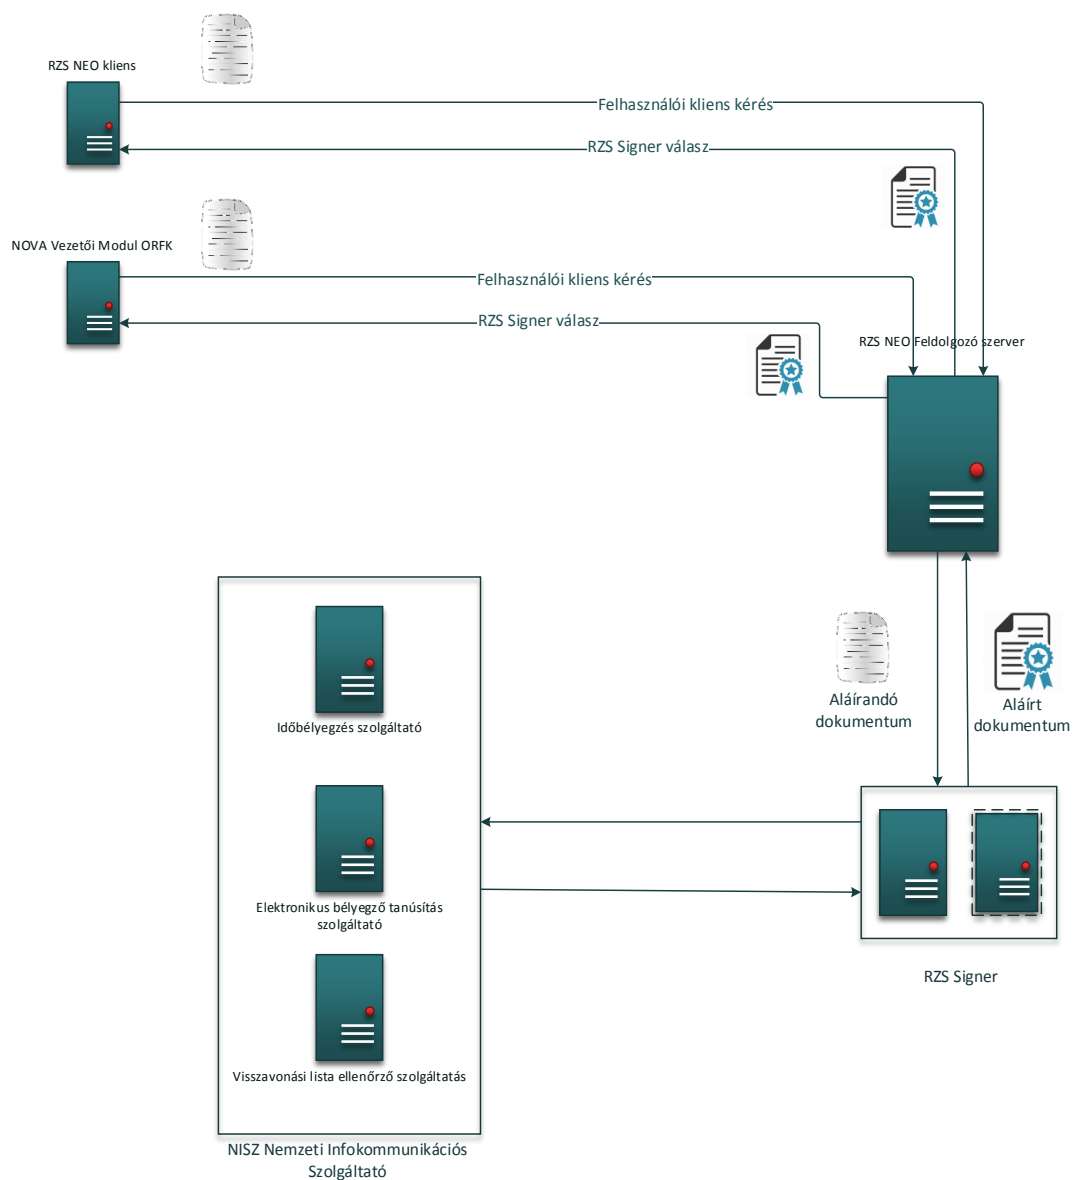 RZS NEO kliens
Felhasználói kliens kérés
RZS Signer válasz
NOVA Vezetői Modul ORFK
Felhasználói kliens kérés
RZS Signer válasz
RZS NEO Feldolgozó szerver
Aláírandó
dokumentum
Aláírt
dokumentum
Időbélyegzés szolgáltató
Elektronikus bélyegző tanúsítás
szolgáltató
Visszavonási lista ellenőrző szolgáltatás
RZS Signer
NISZ Nemzeti Infokommunikációs
Szolgáltató